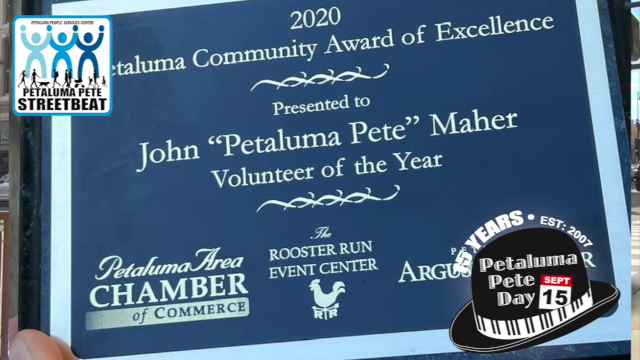 PETALUMA PEOPLE SERVICES CENTER
PETALUMA PETE
STREETBEAT
2020
etaluma Community Award of Excellence
Presented to
John “Petaluma Pete” Maher
Volunteer of the Year
Petaluma Area
CHAMBER
of COMMERCE
The
ROOSTER RUN
EVENT CENTER
RR
PE
ARGUS
R
15 YEARS • EST: 2007
Petaluma
Pete
Day
SEPT
15